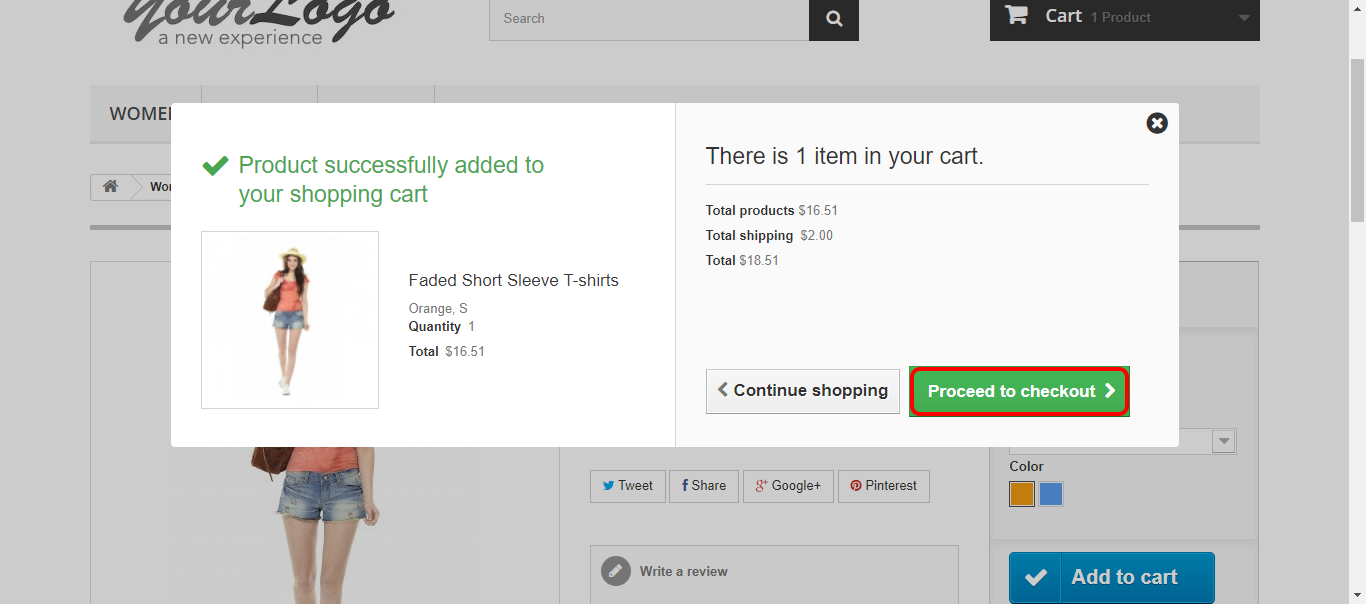 YourLogo
a new experience
Search
Cart 1 Product
WOMEN
Wo
Product successfully added to
your shopping cart
Faded Short Sleeve T-shirts
Orange, S
Quantity 1
Total $16.51
There is 1 item in your cart.
Total products $16.51
Total shipping $2.00
Total $18.51
Continue shopping
Proceed to checkout
Tweet
Share
Google+
Pinterest
Write a review
Color
Add to cart